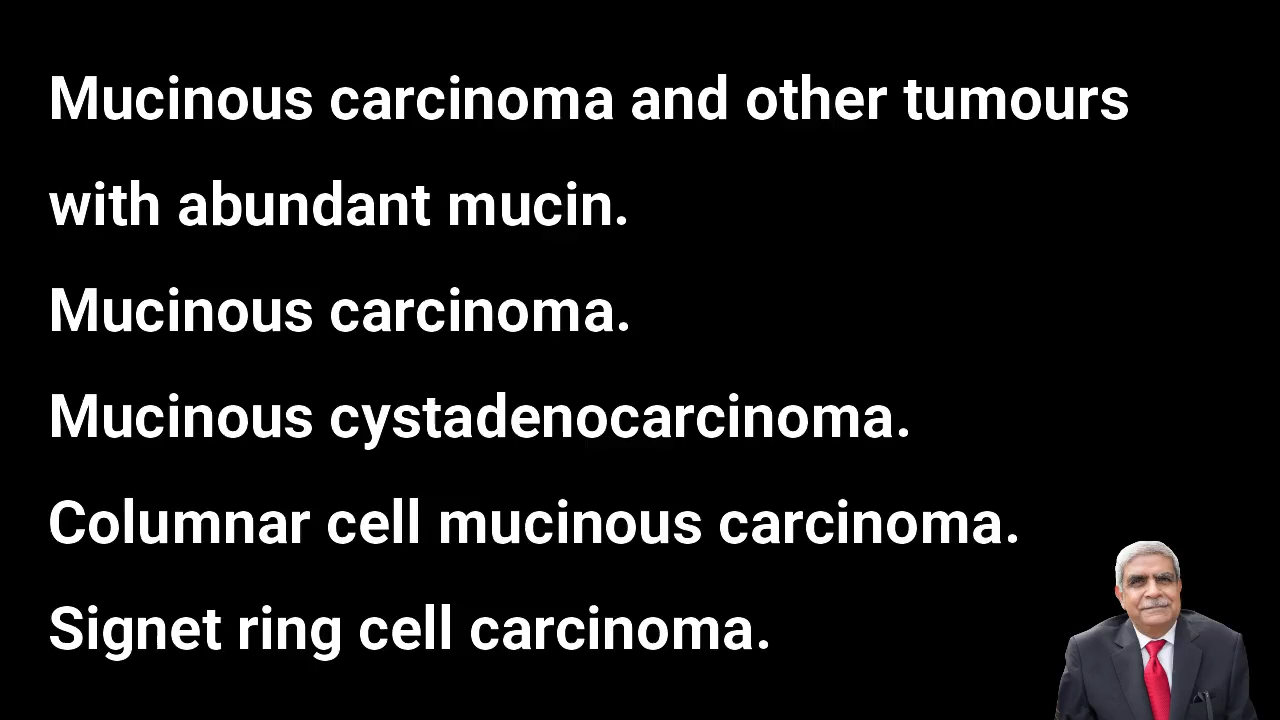 Mucinous carcinoma and other tumours
with abundant mucin.
Mucinous carcinoma.
Mucinous cystadenocarcinoma.
Columnar cell mucinous carcinoma.
Signet ring cell carcinoma.